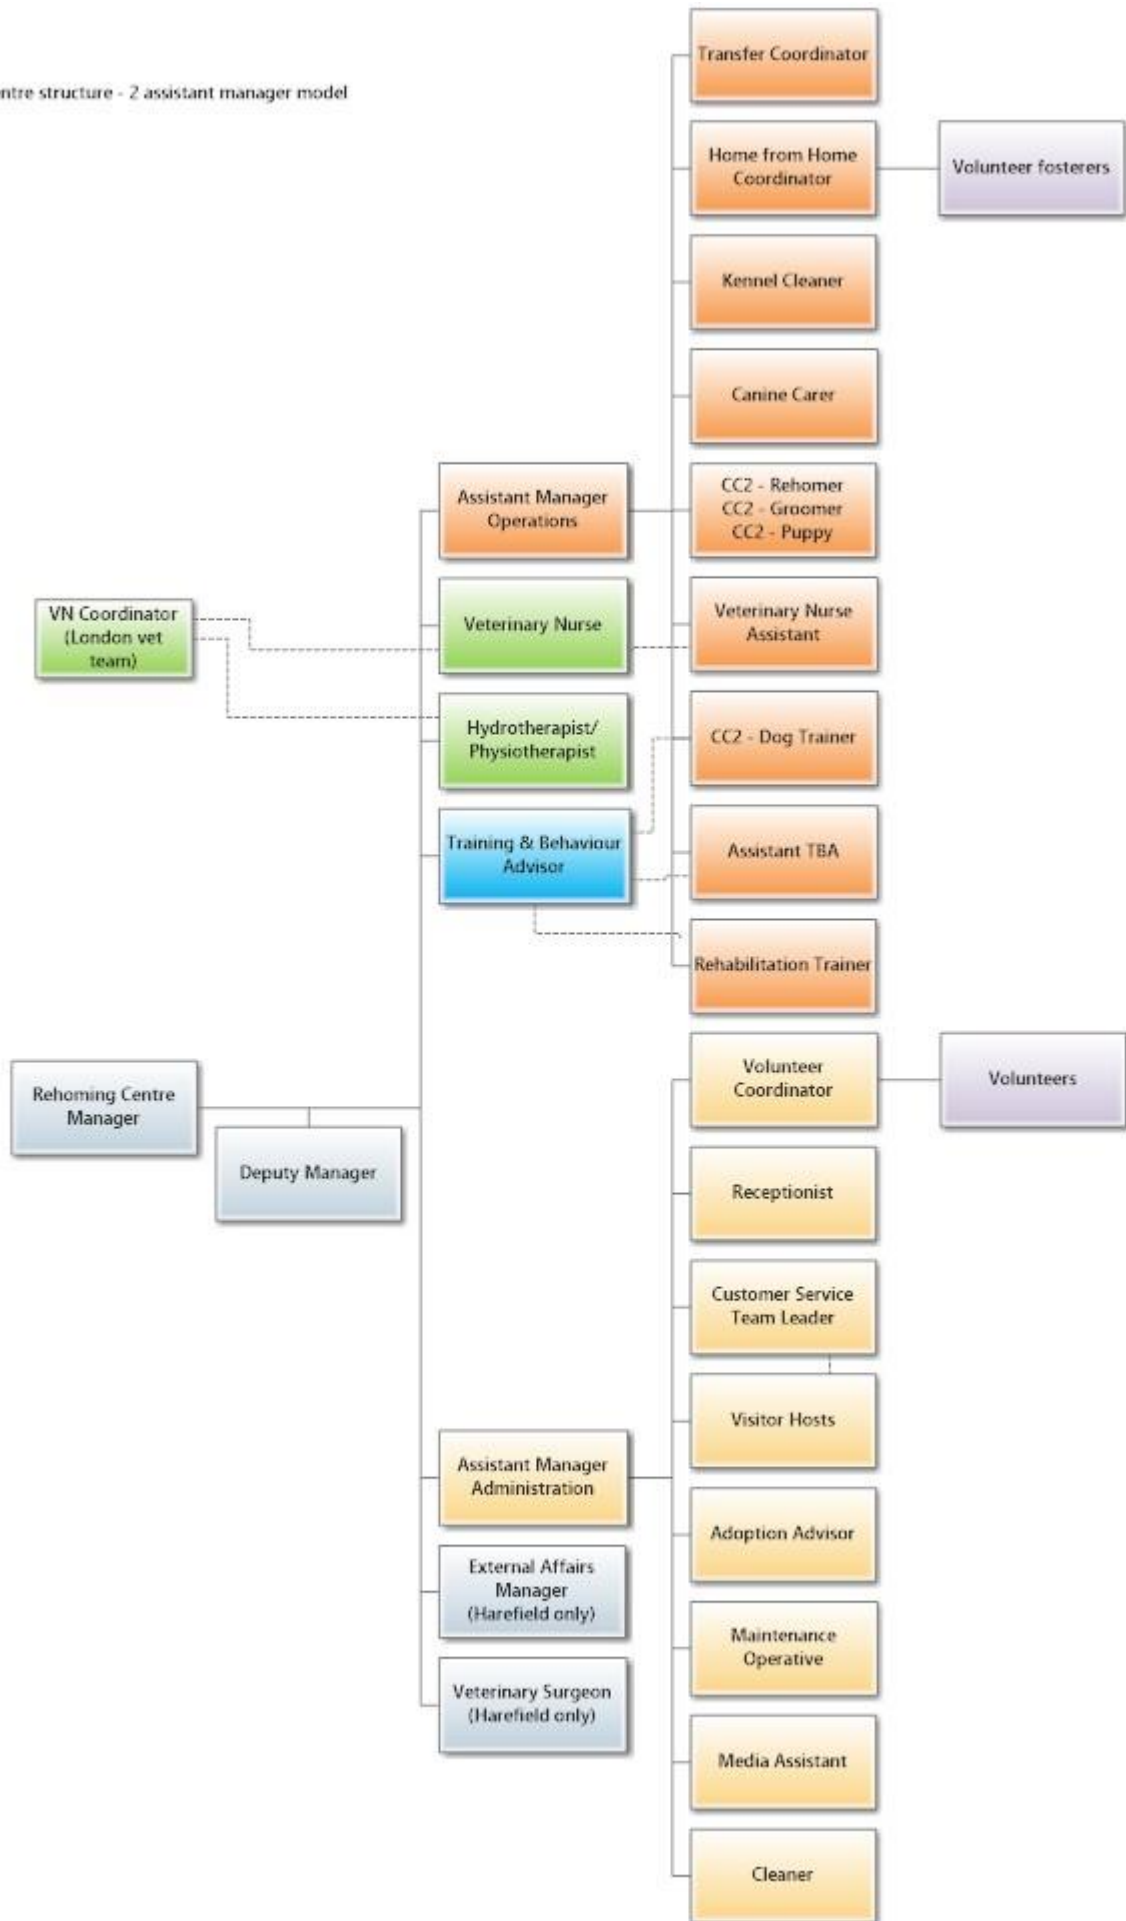 structure - 2 assistant manager model
Transfer Coordinator
Home from Home
Coordinator
Volunteer fosterers
Kennel Cleaner
Canine Carer
Assistant Manager
Operations
CC2 - Rehomer
CC2 - Groomer
CC2 - Puppy
VN Coordinator
(London vet
team)
Veterinary Nurse
Veterinary Nurse
Assistant
Hydrotherapist/
Physiotherapist
CC2 - Dog Trainer
Training & Behaviour
Advisor
Assistant TBA
Rehabilitation Trainer
Rehoming Centre
Manager
Deputy Manager
Volunteer
Coordinator
Volunteers
Receptionist
Customer Service
Team Leader
Visitor Hosts
Assistant Manager
Administration
Adoption Advisor
External Affairs
Manager
(Harefield only)
Maintenance
Operative
Veterinary Surgeon
(Harefield only)
Media Assistant
Cleaner